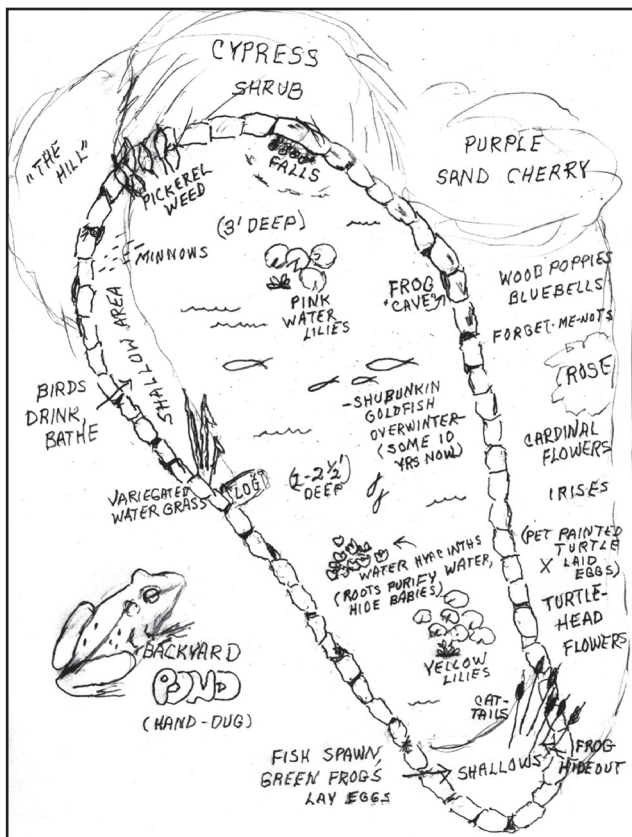 CYPRESS
SHRUB
"THE
HILL"
PURPLE
SAND CHERRY
PICKEREL
WEED
FALLS
(3' DEEP)
MINNOWS
PINK
WATER
LILIES
FROG
"CAVE"
WOOD POPPIES
BLUEBELLS
FORGET-ME-NOTS
ROSE
SHALLOW AREA
BIRDS
DRINK,
BATHE
-SHUBUNKIN
GOLDFISH
OVERWINTER-
(SOME 10
YRS NOW)
CARDINAL
FLOWERS
VARIEGATED
WATER GRASS
LOG
(2-2½'
DEEP)
IRISES
WATER HYACINTHS
(ROOTS PURIFY WATER,
HIDE BABIES)
(PET PAINTED
TURTLE
X LAID
EGGS)
TURTLE-
HEAD
FLOWERS
YELLOW
LILIES
BACKYARD
POND
(HAND-DUG)
CAT-
TAILS
FISH SPAWN,
GREEN FROGS
LAY EGGS
SHALLOWS
FROG
HIDEOUT